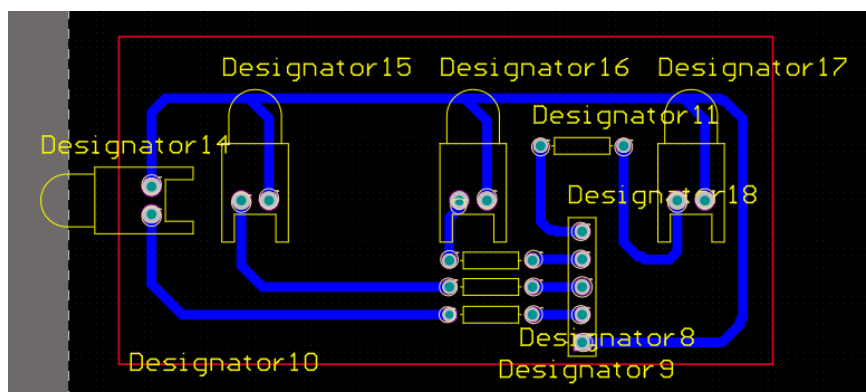 Designator15
Designator16
Designator17
Designator11
Designator14
Designator18
Designator8
Designator10
Designator9